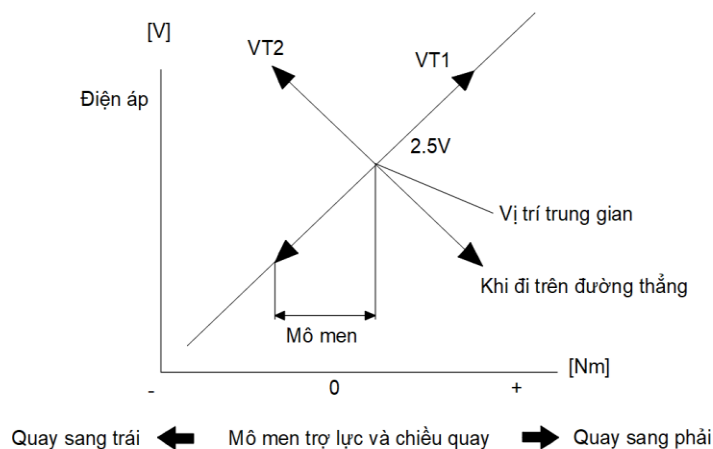 [V]
VT2
VT1
Điện áp
2.5V
Vị trí trung gian
Khi đi trên đường thẳng
Mô men
[Nm]
- 0 +
Quay sang trái Mô men trợ lực và chiều quay Quay sang phải